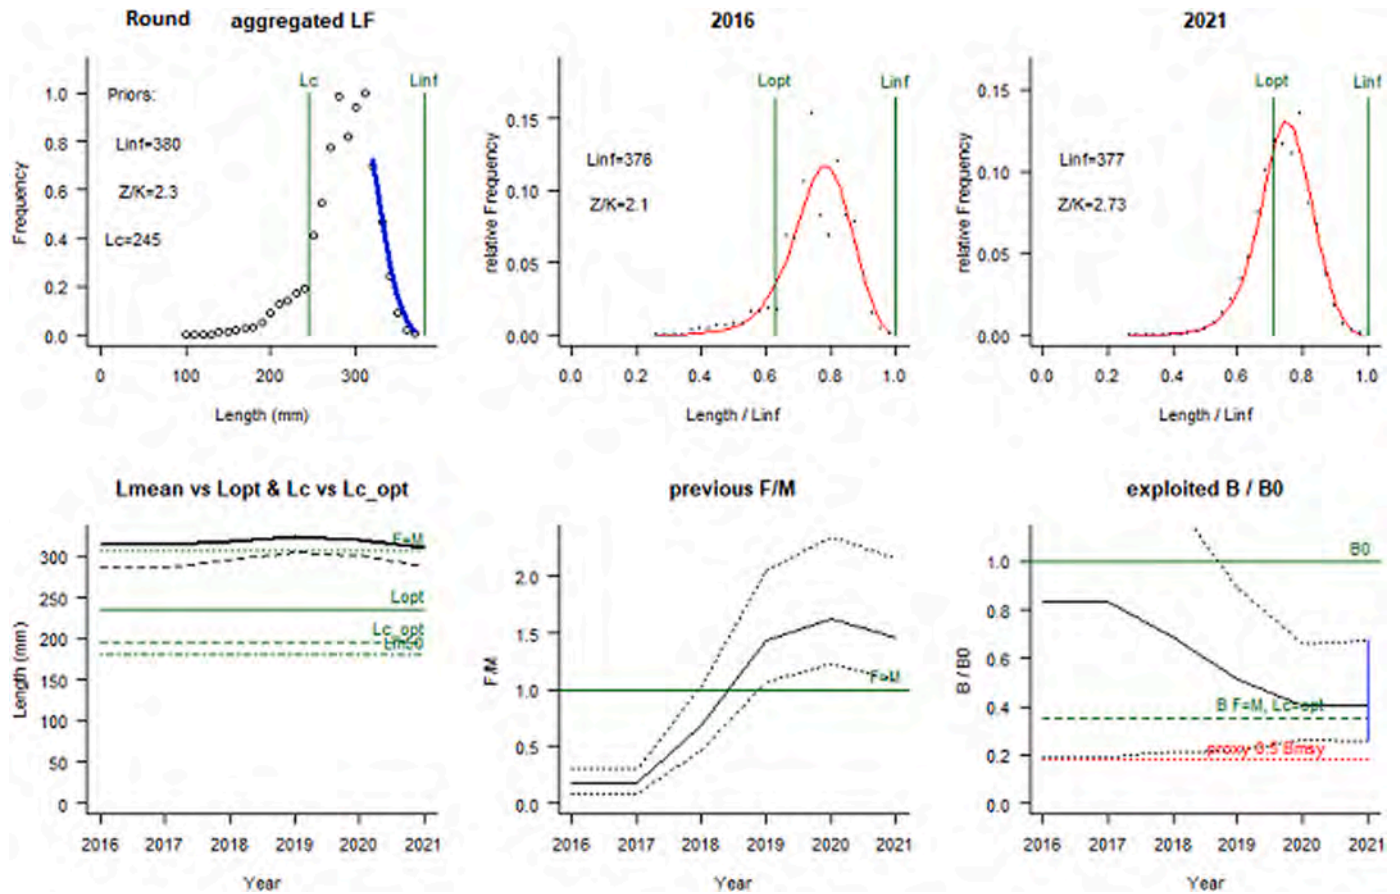 Round aggregated LF
Lc
Linf
Priors:
Linf=380
Z/K=2.3
Lc=245
Frequency
1.0
0.8
0.6
0.4
0.2
0.0
0
100
200
300
Length (mm)
2016
Lopt
Linf
Linf=376
Z/K=2.1
relative Frequency
0.15
0.10
0.05
0.00
0.0
0.2
0.4
0.6
0.8
1.0
Length / Linf
2021
Lopt
Linf
Linf=377
Z/K=2.73
relative Frequency
0.15
0.10
0.05
0.00
0.0
0.2
0.4
0.6
0.8
1.0
Length / Linf
Lmean vs Lopt & Lc vs Lc_opt
F=M
Lopt
Lc_opt
Lm50
Length (mm)
300
250
200
150
100
50
0
2016
2017
2018
2019
2020
2021
Year
previous F/M
F=M
F/M
2.0
1.5
1.0
0.5
0.0
2016
2017
2018
2019
2020
2021
Year
exploited B / B0
B0
B F=M, Lc=opt
proxy 0.5 Bmsy
B / B0
1.0
0.8
0.6
0.4
0.2
0.0
2016
2017
2018
2019
2020
2021
Year